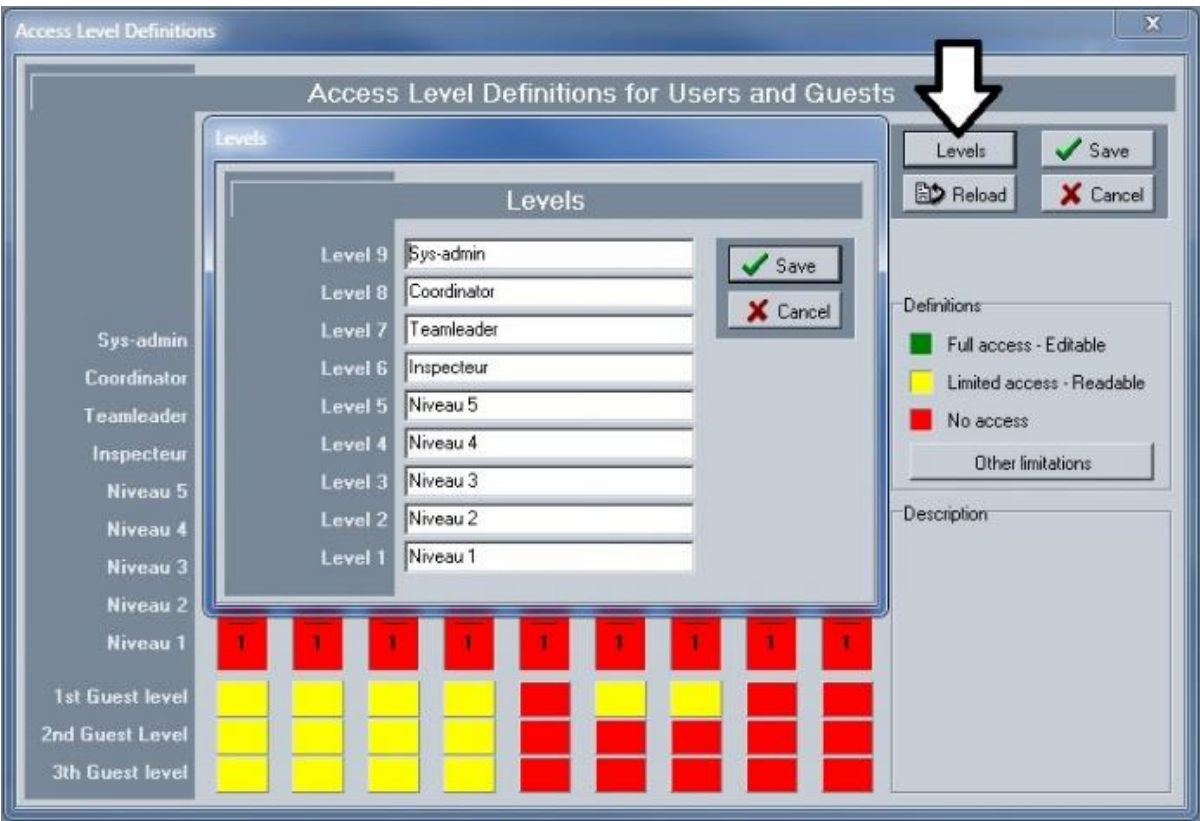 Access Level Definitions
X
Access Level Definitions for Users and Guests
Levels
Levels
Save
Reload
Cancel
Levels
Level 9 Sys-admin
Level 8 Coordinator
Level 7 Teamleader
Level 6 Inspecteur
Level 5 Niveau 5
Level 4 Niveau 4
Level 3 Niveau 3
Level 2 Niveau 2
Level 1 Niveau 1
Save
Cancel
Definitions
Full access - Editable
Limited access - Readable
No access
Other limitations
Description
Sys-admin
Coordinator
Teamleader
Inspecteur
Niveau 5
Niveau 4
Niveau 3
Niveau 2
Niveau 1 1 1 1 1 1 1 1 1 1
1st Guest level
2nd Guest Level
3th Guest level